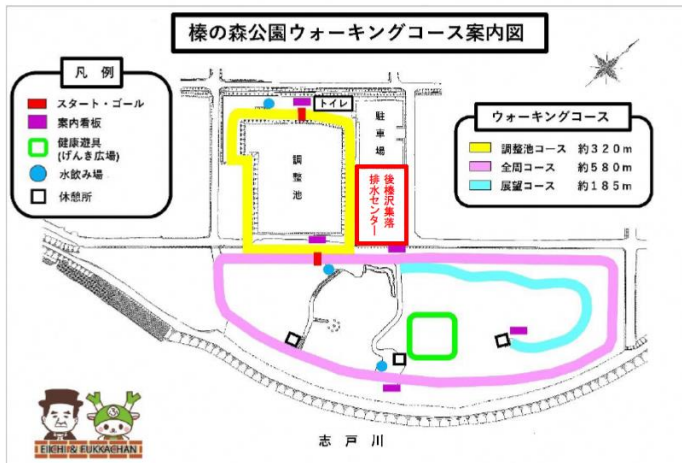 榛の森公園ウォーキングコース案内図
凡 例
スタート・ゴール
案内看板
健康遊具
(げんき広場)
水飲み場
休憩所
トイレ
駐車場
調整池
後榛沢集落
排水センター
ウォーキングコース
調整池コース 約320m
全周コース 約580m
展望コース 約185m
志戸川
EIICHI & FUKKACHAN